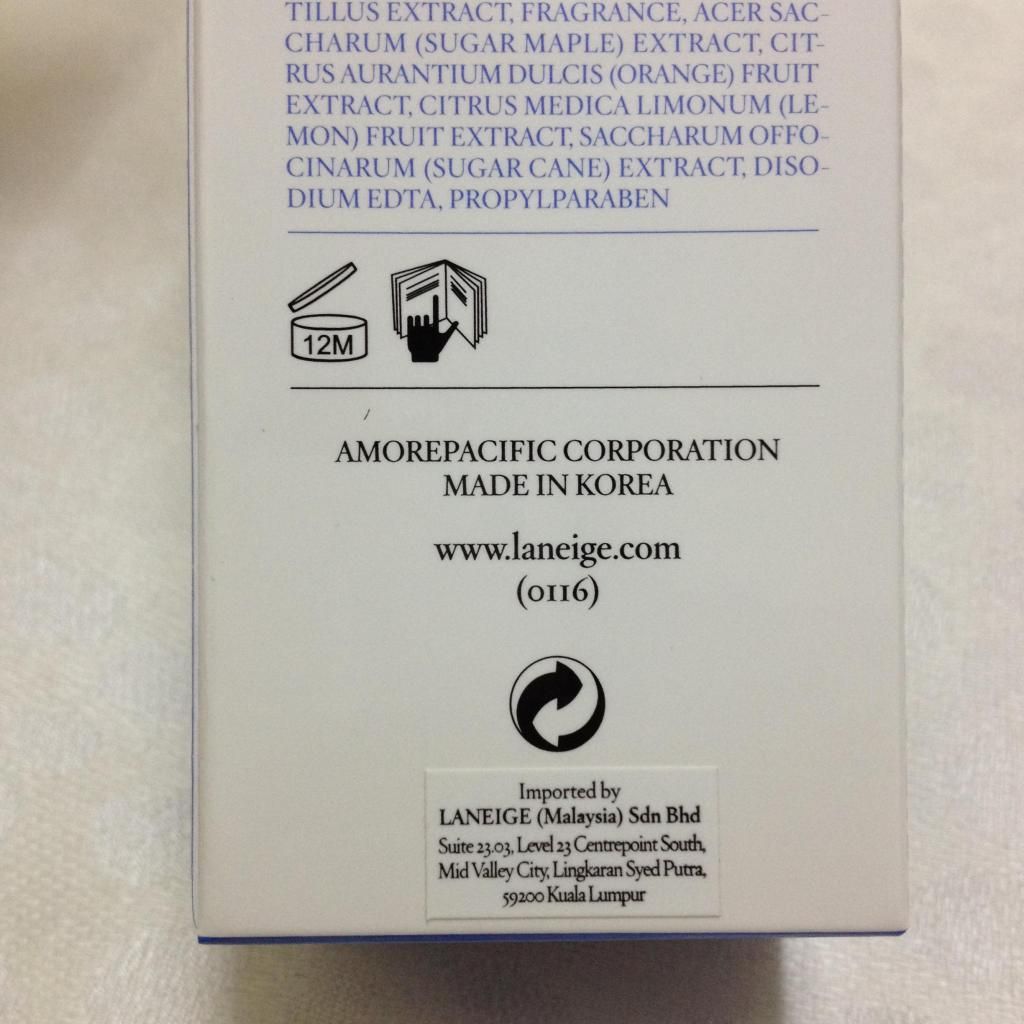 TILLUS EXTRACT, FRAGRANCE, ACER SAC-
CHARUM (SUGAR MAPLE) EXTRACT, CIT-
RUS AURANTIUM DULCIS (ORANGE) FRUIT
EXTRACT, CITRUS MEDICA LIMONUM (LE-
MON) FRUIT EXTRACT, SACCHARUM OFFO-
CINARUM (SUGAR CANE) EXTRACT, DISO-
DIUM EDTA, PROPYLPARABEN
12M
AMOREPACIFIC CORPORATION
MADE IN KOREA
www.laneige.com
(0116)
Imported by
LANEIGE (Malaysia) Sdn Bhd
Suite 23.03, Level 23 Centrepoint South,
Mid Valley City, Lingkaran Syed Putra,
59200 Kuala Lumpur